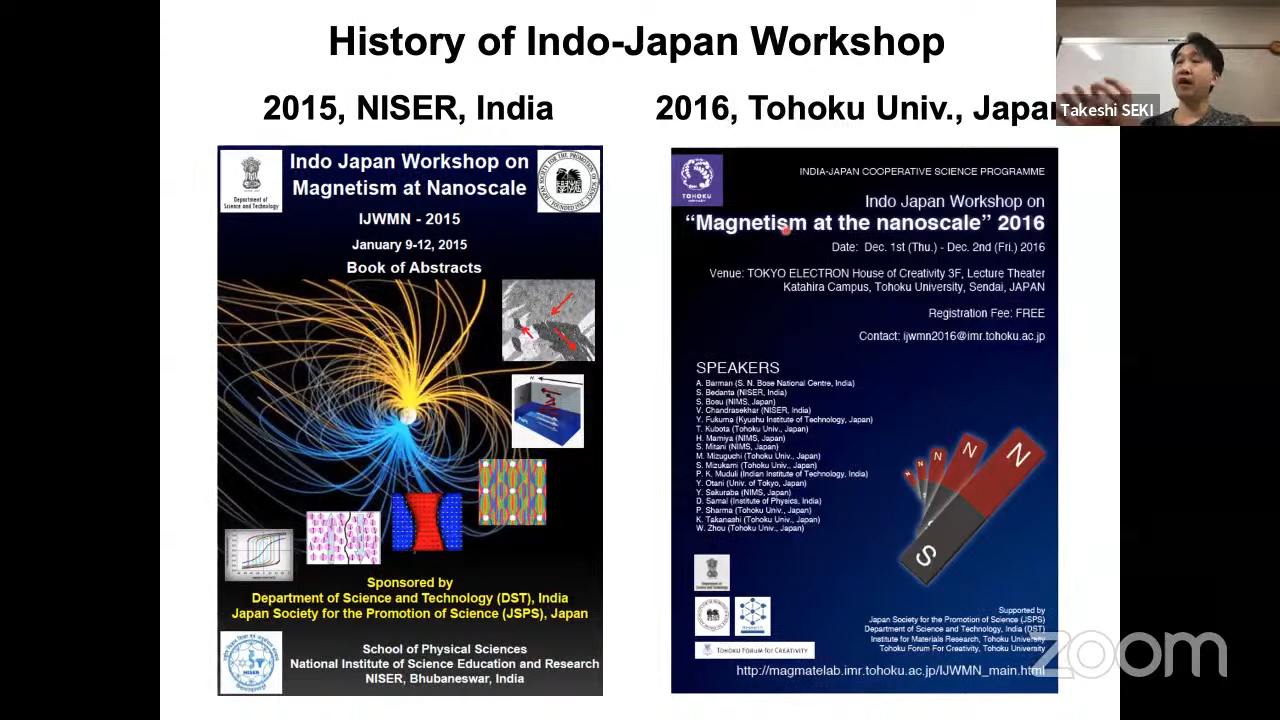 History of Indo-Japan Workshop
Takeshi SEKI
2015, NISER, India
2016, Tohoku Univ., Japan
Department of
Science and Technology
Indo Japan Workshop on
Magnetism at Nanoscale
IJWMN - 2015
January 9-12, 2015
Book of Abstracts
Sponsored by
Department of Science and Technology (DST), India
Japan Society for the Promotion of Science (JSPS), Japan
NISER
School of Physical Sciences
National Institute of Science Education and Research
NISER, Bhubaneswar, India
TOHOKU
INDIA-JAPAN COOPERATIVE SCIENCE PROGRAMME
Indo Japan Workshop on
“Magnetism at the nanoscale” 2016
Date: Dec. 1st (Thu.) - Dec. 2nd (Fri.) 2016
Venue: TOKYO ELECTRON House of Creativity 3F, Lecture Theater
Katahira Campus, Tohoku University, Sendai, JAPAN
Registration Fee: FREE
Contact: ijwmn2016@imr.tohoku.ac.jp
SPEAKERS
A. Barman (S. N. Bose National Centre, India)
S. Bedanta (NISER, India)
S. Bosu (NIMS, Japan)
V. Chandrasekhar (NISER, India)
Y. Fukuma (Kyushu Institute of Technology, Japan)
T. Kubota (Tohoku Univ., Japan)
H. Mamiya (NIMS, Japan)
S. Mitani (NIMS, Japan)
M. Mizuguchi (Tohoku Univ., Japan)
S. Mizukami (Tohoku Univ., Japan)
P. K. Muduli (Indian Institute of Technology, India)
Y. Otani (Univ. of Tokyo, Japan)
Y. Sakuraba (NIMS, Japan)
D. Samal (Institute of Physics, India)
P. Sharma (Tohoku Univ., Japan)
K. Takanashi (Tohoku Univ., Japan)
W. Zhou (Tohoku Univ., Japan)
N
N
N
S
Supported by
Japan Society for the Promotion of Science (JSPS)
Department of Science and Technology, India (DST)
Institute for Materials Research, Tohoku University
Tohoku Forum For Creativity, Tohoku University
TOHOKU FORUM for CREATIVITY
http://magmatelab.imr.tohoku.ac.jp/IJWMN_main.html
zoom